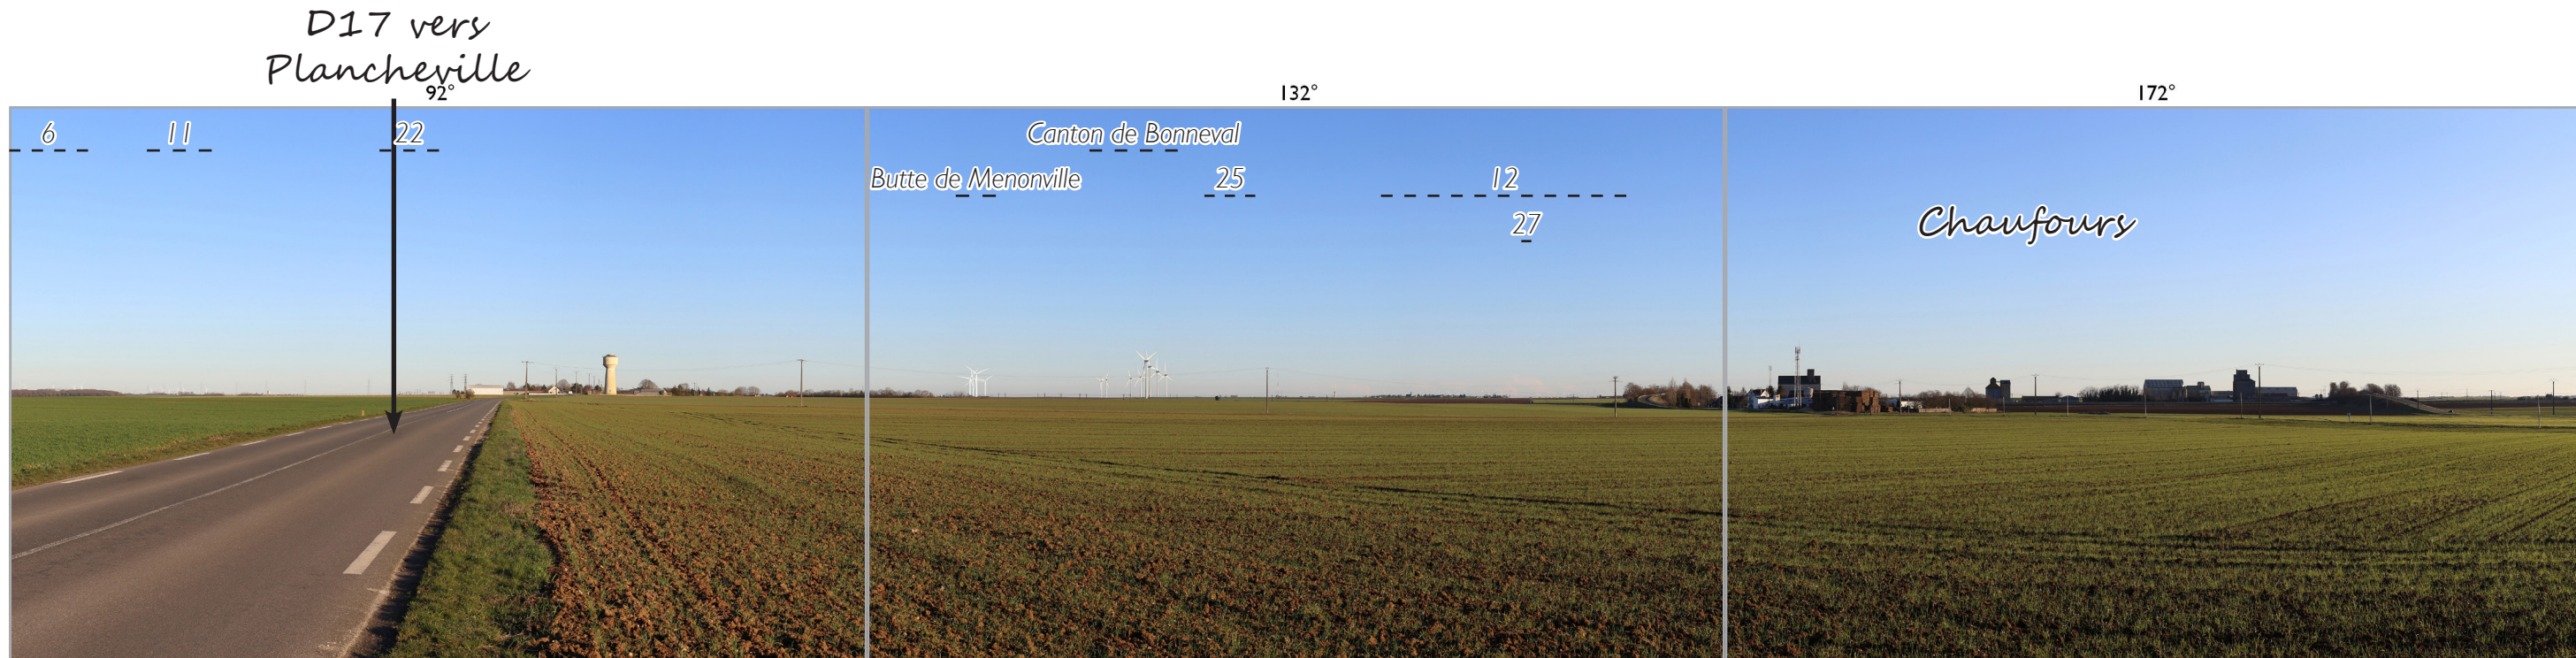 D17 vers
Plancheville
92°
132°
172°
6
11
22
Canton de Bonneval
Butte de Menonville
25
12
27
Chaufours